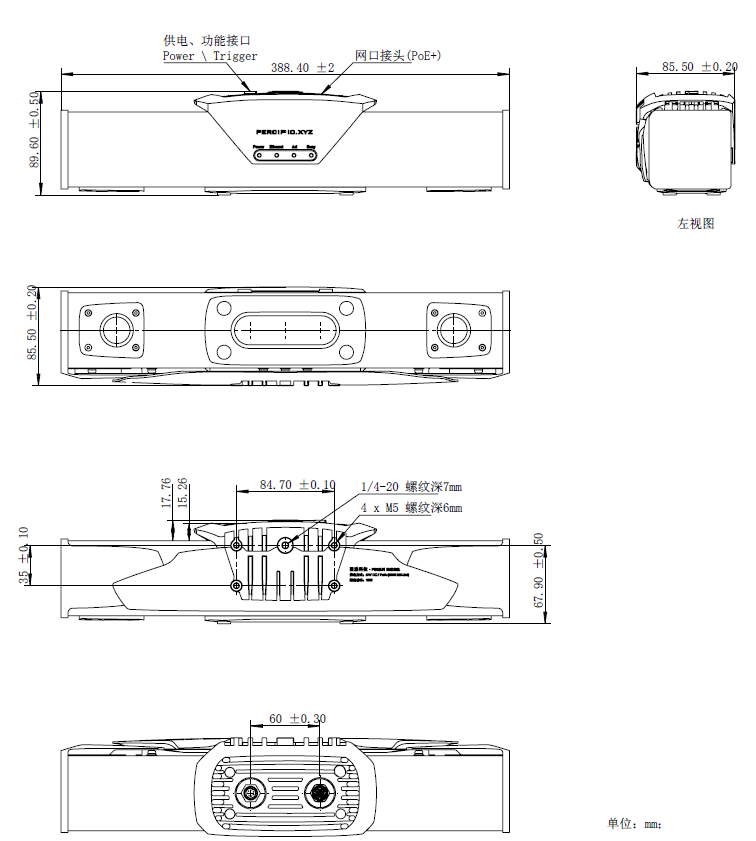 供电、功能接口
Power \ Trigger
网口接头(PoE+)
388.40 ±2
85.50 ±0.20
89.60 ±0.50
PERCIPIO.XYZ
Power Ethernet Act Busy
左视图
85.50 ±0.20
17.76
15.26
84.70 ±0.10
1/4-20 螺纹深7mm
4 x M5 螺纹深6mm
35 ±0.10
67.90 ±0.50
60 ±0.30
单位: mm;